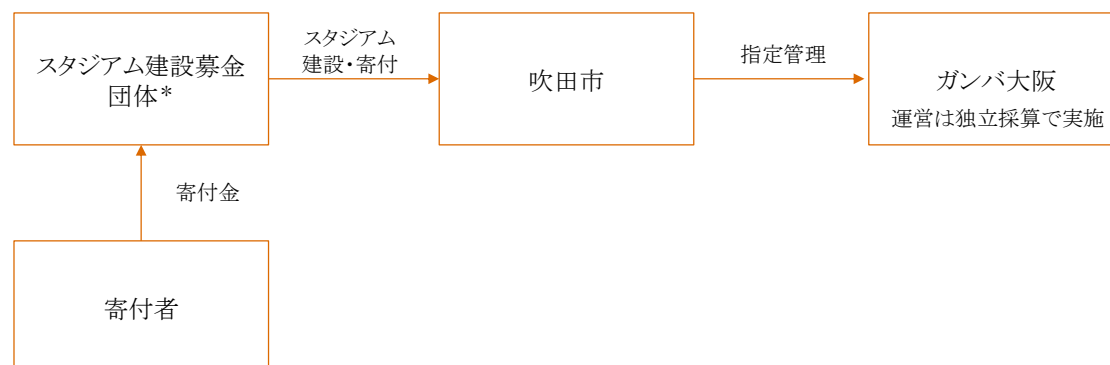 スタジアム建設募金
団体*
スタジアム
建設・寄付
吹田市
指定管理
ガンバ大阪
運営は独立採算で実施
寄付金
寄付者